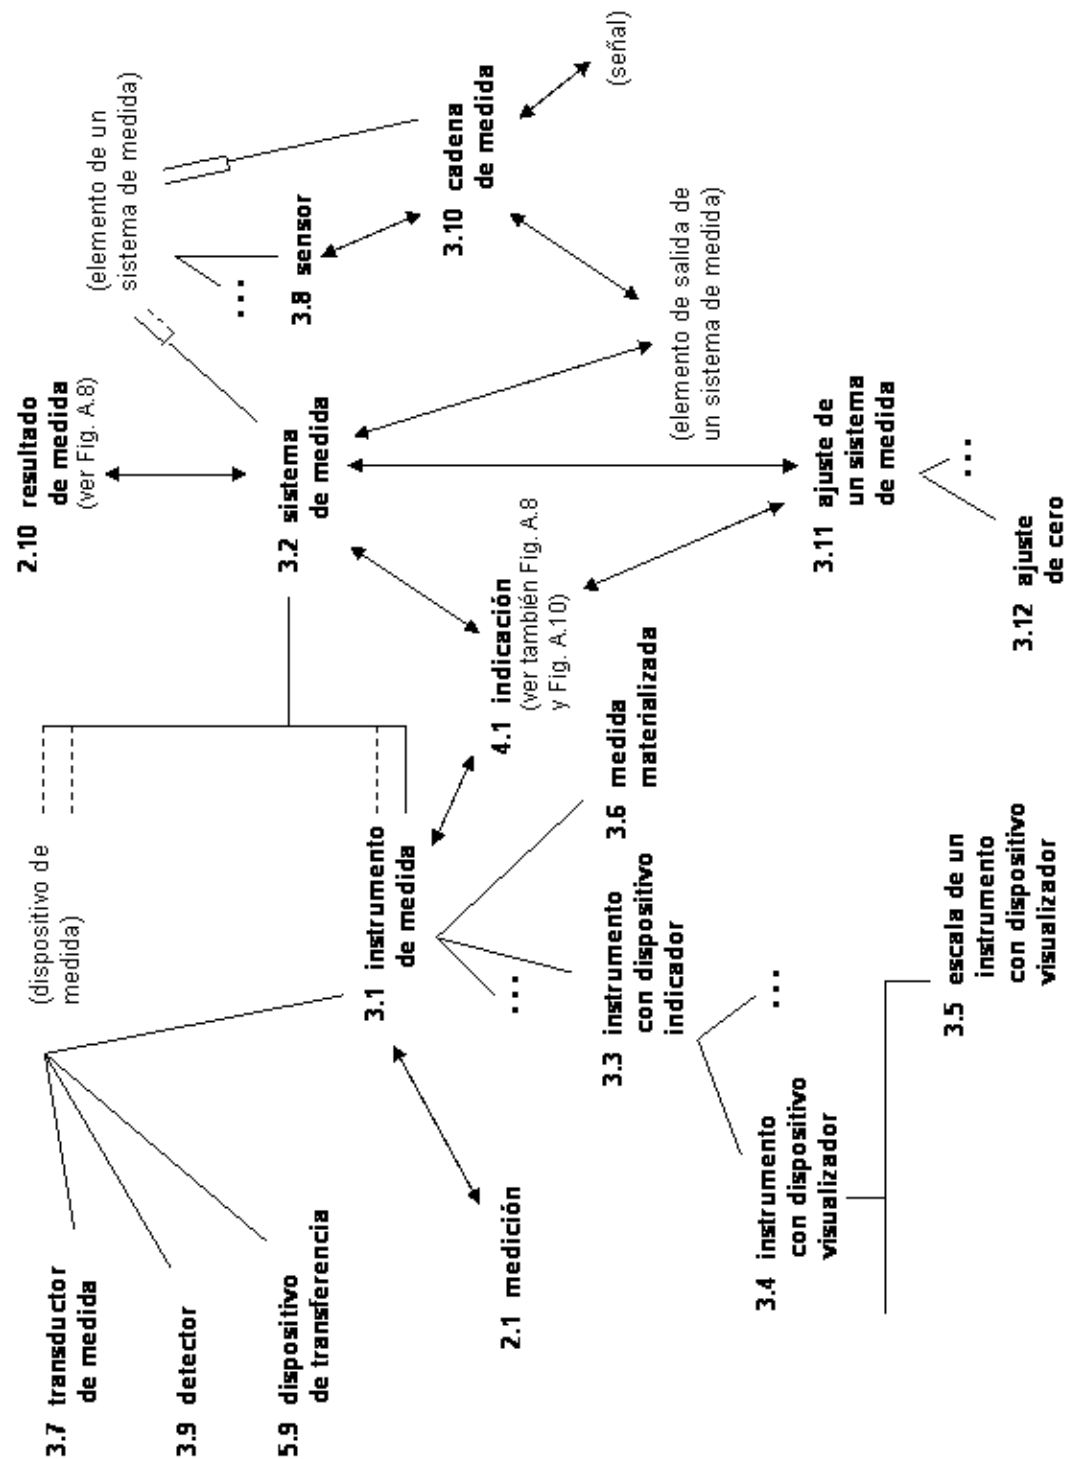 (dispositivo de
medida)
2.10 resultado
de medida
(ver Fig. A.8)
(elemento de un
sistema de medida)
3.7 transductor
de medida
3.9 detector
5.9 dispositivo
de transferencia
3.1 instrumento
de medida
3.2 sistema
de medida
...
3.8 sensor
3.10 cadena
de medida
(señal)
2.1 medición
...
4.1 indicación
(ver también Fig. A.8
y Fig. A.10)
3.3 instrumento
con dispositivo
indicador
3.6 medida
materializada
(elemento de salida de
un sistema de medida)
3.4 instrumento
con dispositivo
visualizador
...
3.11 ajuste de
un sistema
de medida
3.5 escala de un
instrumento
con dispositivo
visualizador
3.12 ajuste
de cero
...